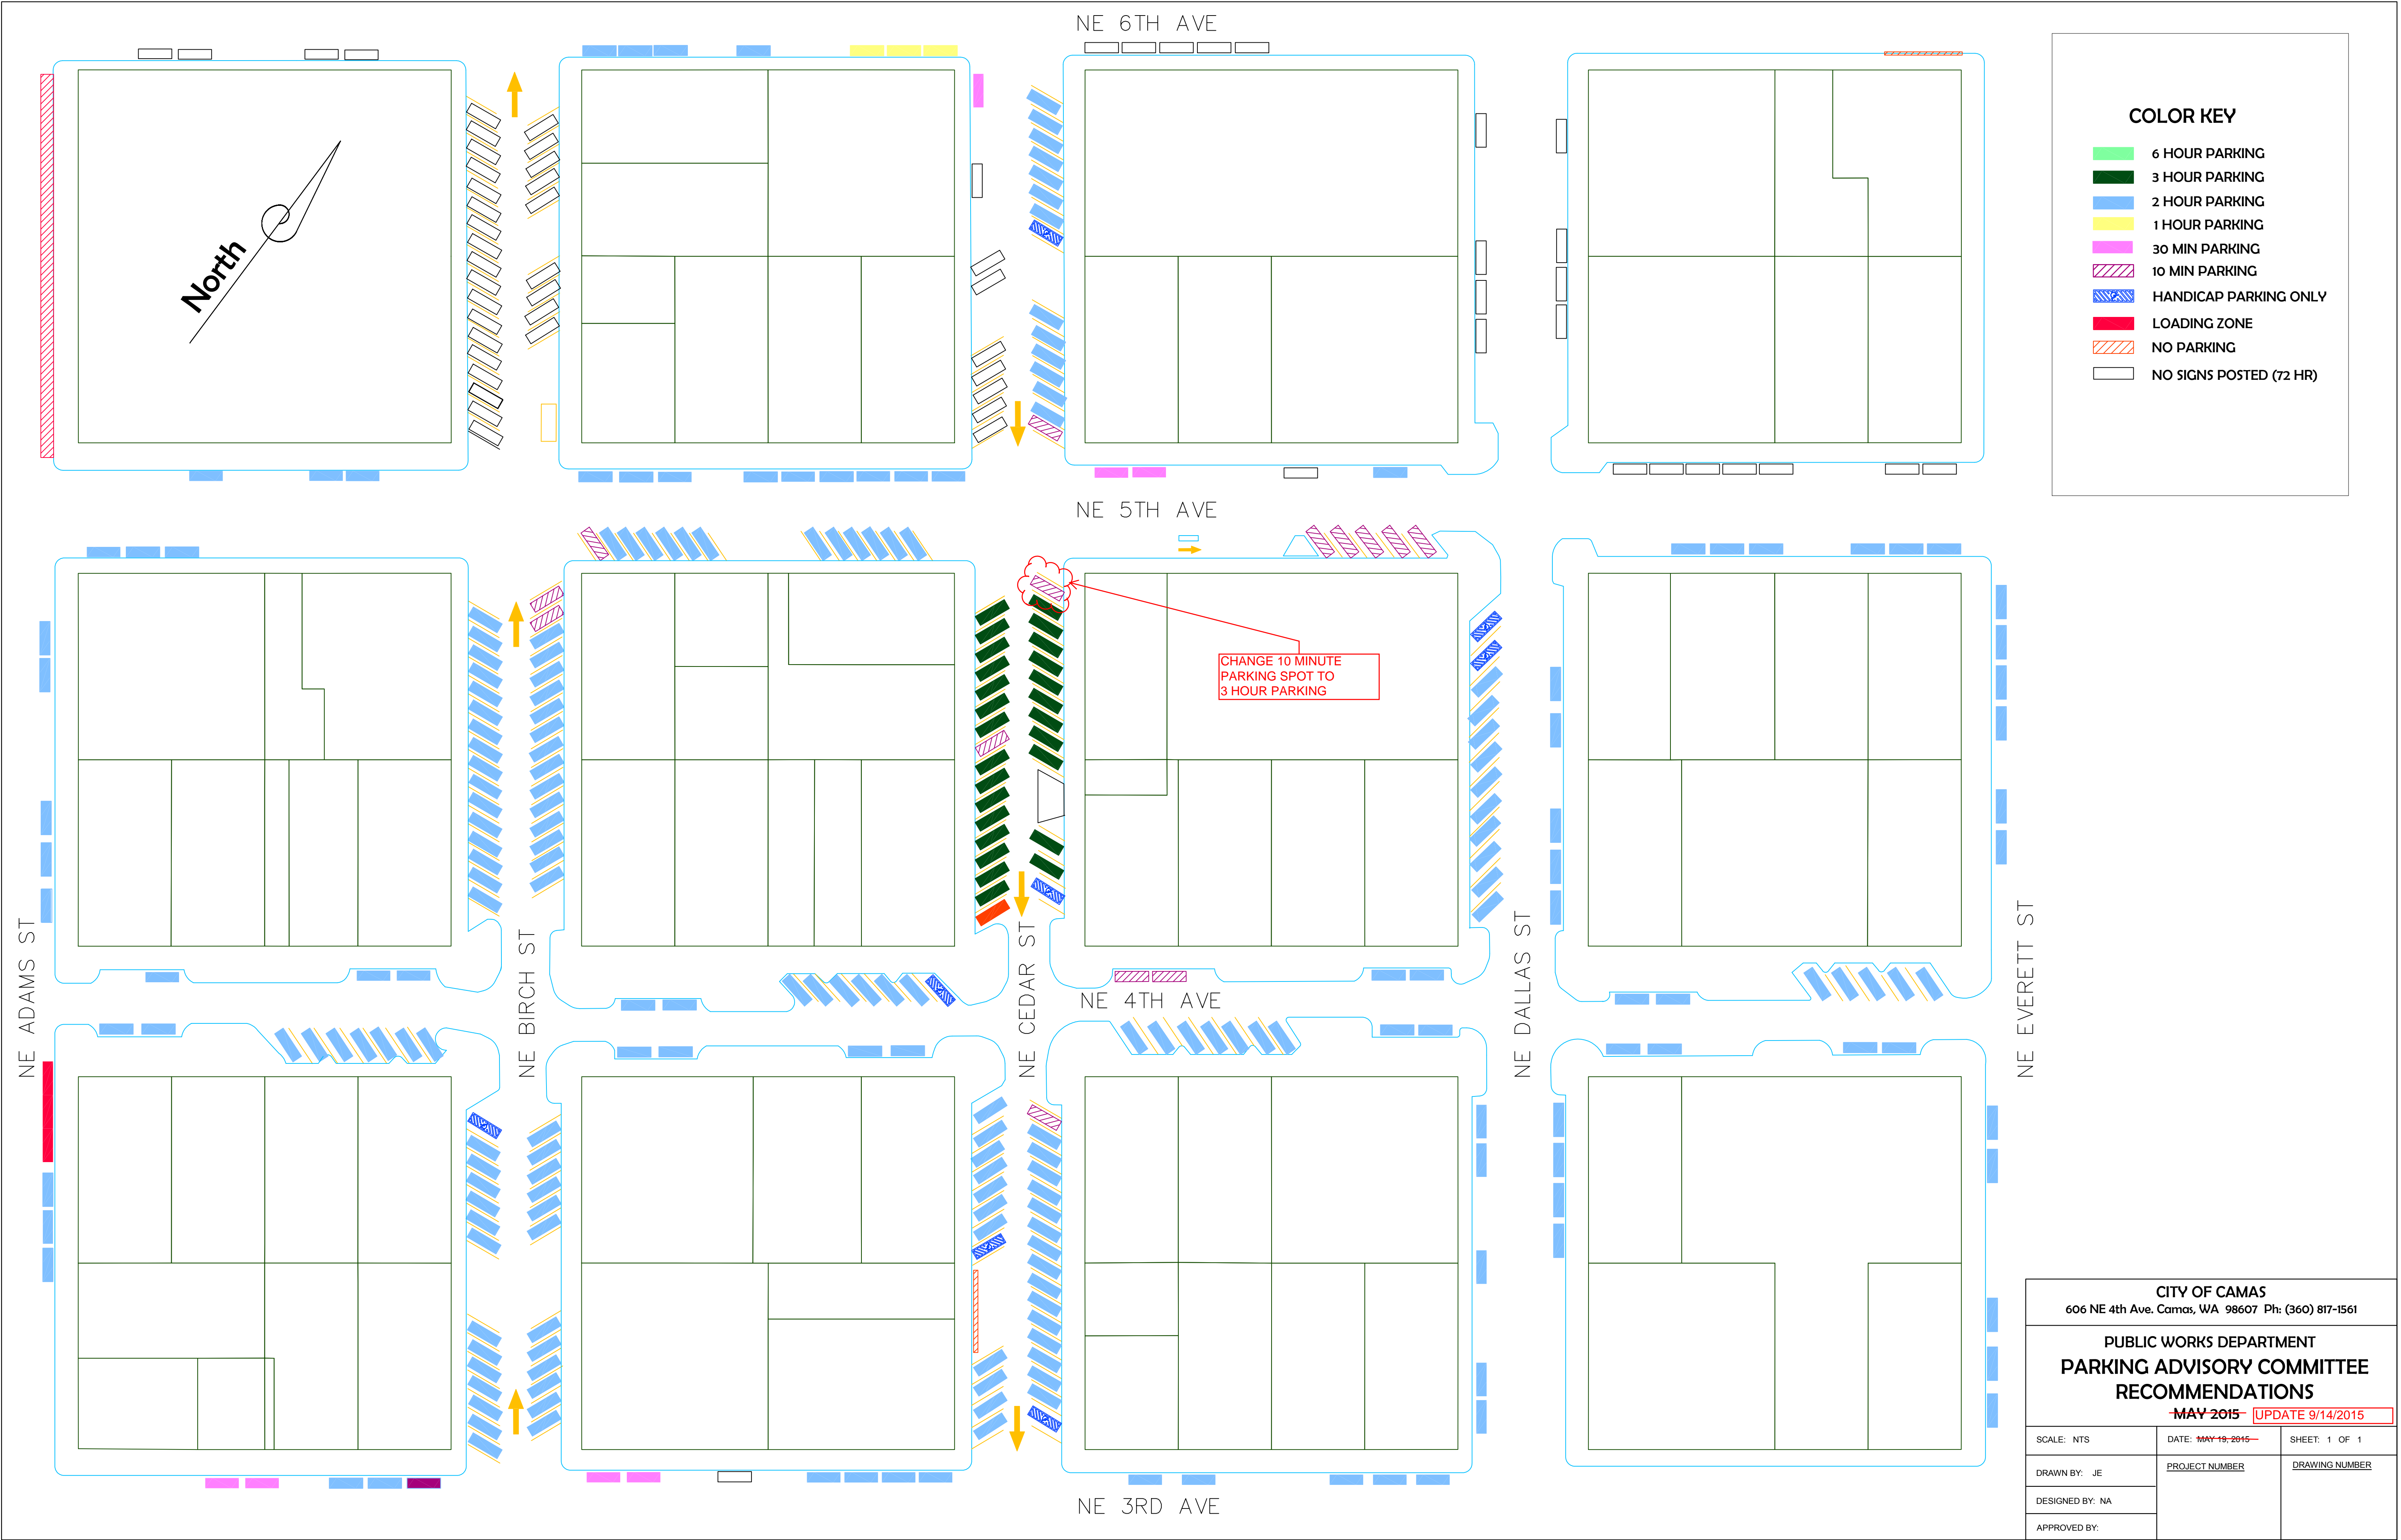 NE 6TH AVE
North
COLOR KEY
6 HOUR PARKING
3 HOUR PARKING
2 HOUR PARKING
1 HOUR PARKING
30 MIN PARKING
10 MIN PARKING
HANDICAP PARKING ONLY
LOADING ZONE
NO PARKING
NO SIGNS POSTED (72 HR)
NE 5TH AVE
CHANGE 10 MINUTE
PARKING SPOT TO
3 HOUR PARKING
NE ADAMS ST
NE BIRCH ST
NE CEDAR ST
NE DALLAS ST
NE EVERETT ST
NE 4TH AVE
NE 3RD AVE
CITY OF CAMAS
606 NE 4th Ave. Camas, WA 98607 Ph: (360) 817-1561
PUBLIC WORKS DEPARTMENT
PARKING ADVISORY COMMITTEE
RECOMMENDATIONS
MAY 2015 UPDATE 9/14/2015
SCALE: NTS
DATE: MAY 19, 2015
SHEET: 1 OF 1
DRAWN BY: JE
PROJECT NUMBER
DRAWING NUMBER
DESIGNED BY: NA
APPROVED BY: